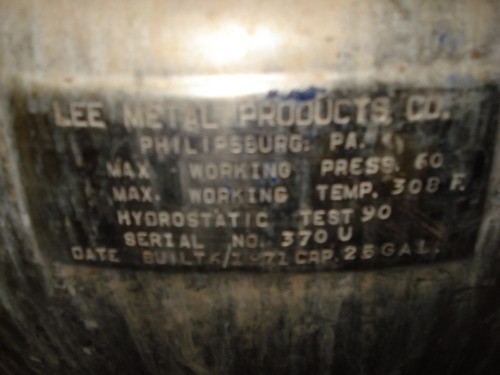 LEE METAL PRODUCTS CO.
PHILIPSBURG, PA.
MAX WORKING PRESS. 60
MAX. WORKING TEMP. 308 F.
HYDROSTATIC TEST 90
SERIAL NO. 370 U
DATE BUILT CAP. 25 GAL.